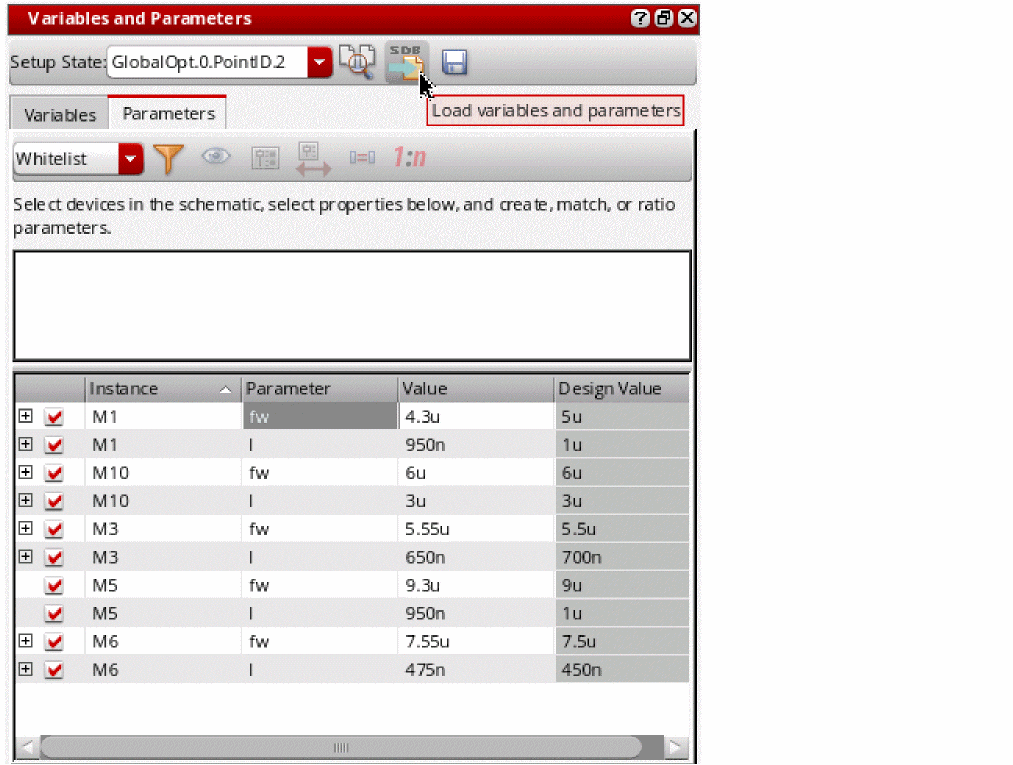 Variables and Parameters
Setup State: GlobalOpt.0.PointID.2 SDB
Load variables and parameters
Variables Parameters
Whitelist 1:n
Select devices in the schematic, select properties below, and create, match, or ratio
parameters.
Instance Parameter Value Design Value
M1 fw 4.3u 5u
M1 l 950n 1u
M10 fw 6u 6u
M10 l 3u 3u
M3 fw 5.55u 5.5u
M3 l 650n 700n
M5 fw 9.3u 9u
M5 l 950n 1u
M6 fw 7.55u 7.5u
M6 l 475n 450n